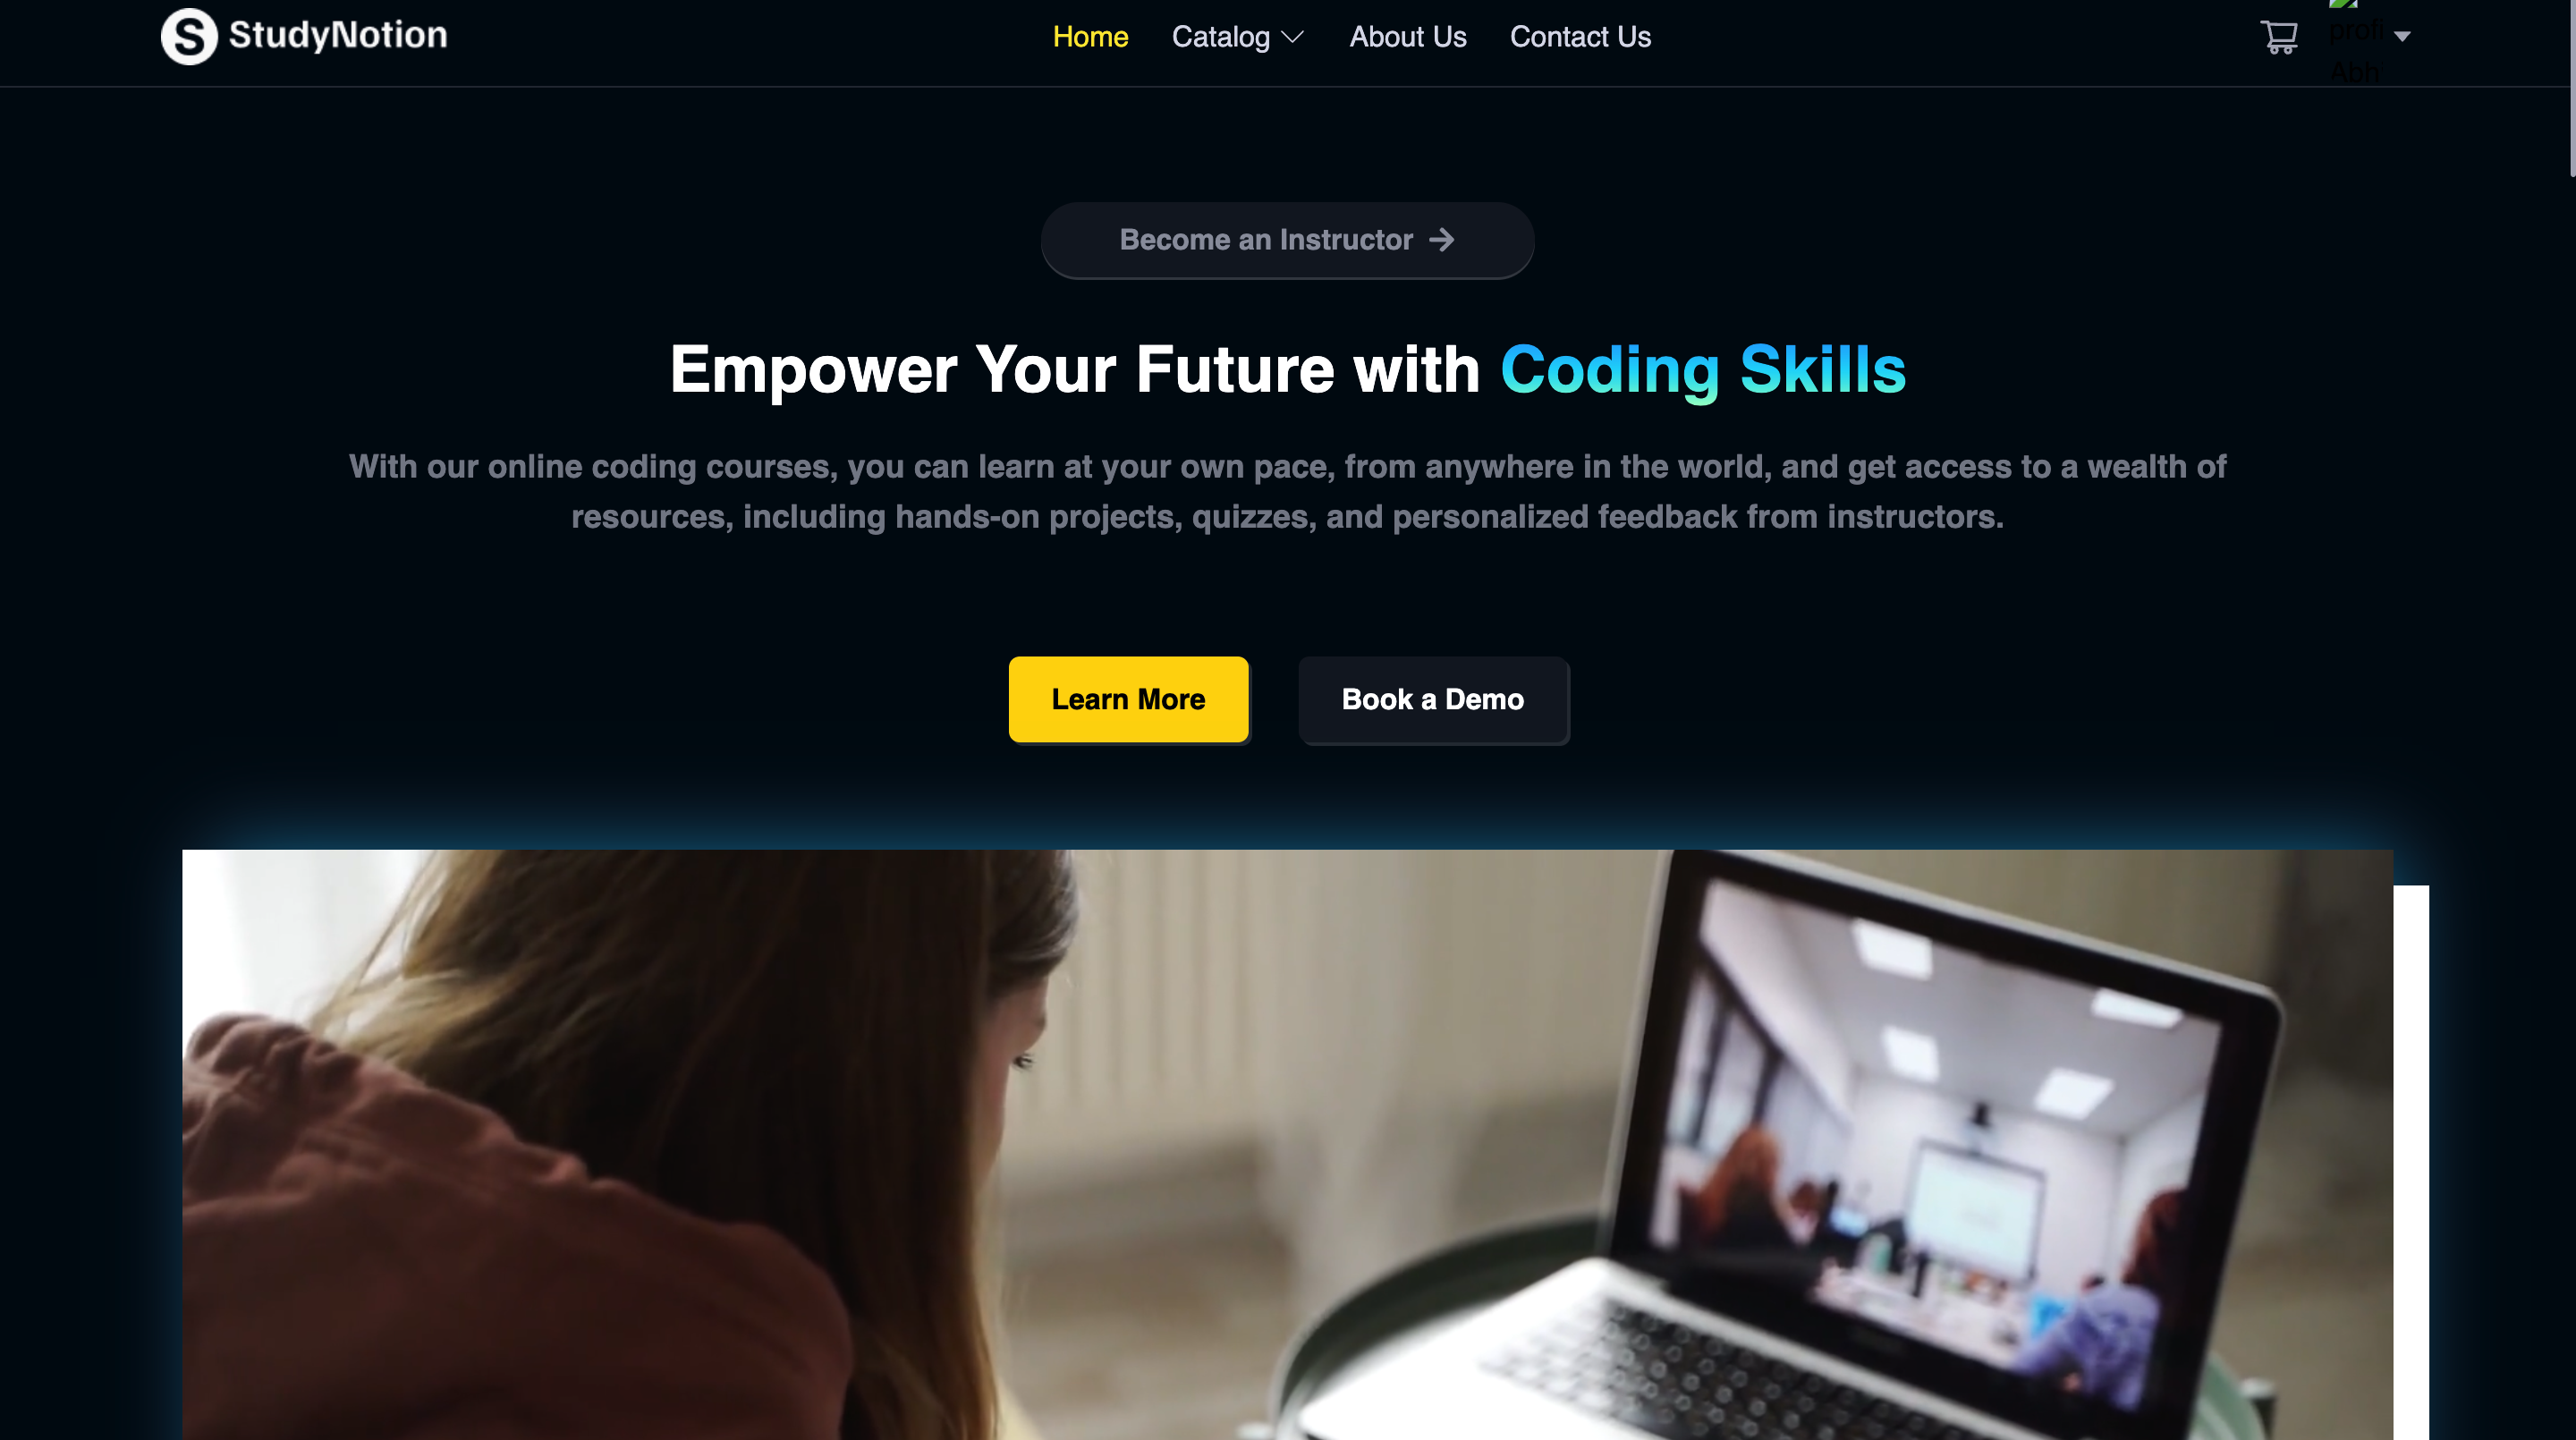 StudyNotion
Home Catalog About Us Contact Us
profi
Abh
Become an Instructor
Empower Your Future with Coding Skills
With our online coding courses, you can learn at your own pace, from anywhere in the world, and get access to a wealth of
resources, including hands-on projects, quizzes, and personalized feedback from instructors.
Learn More
Book a Demo